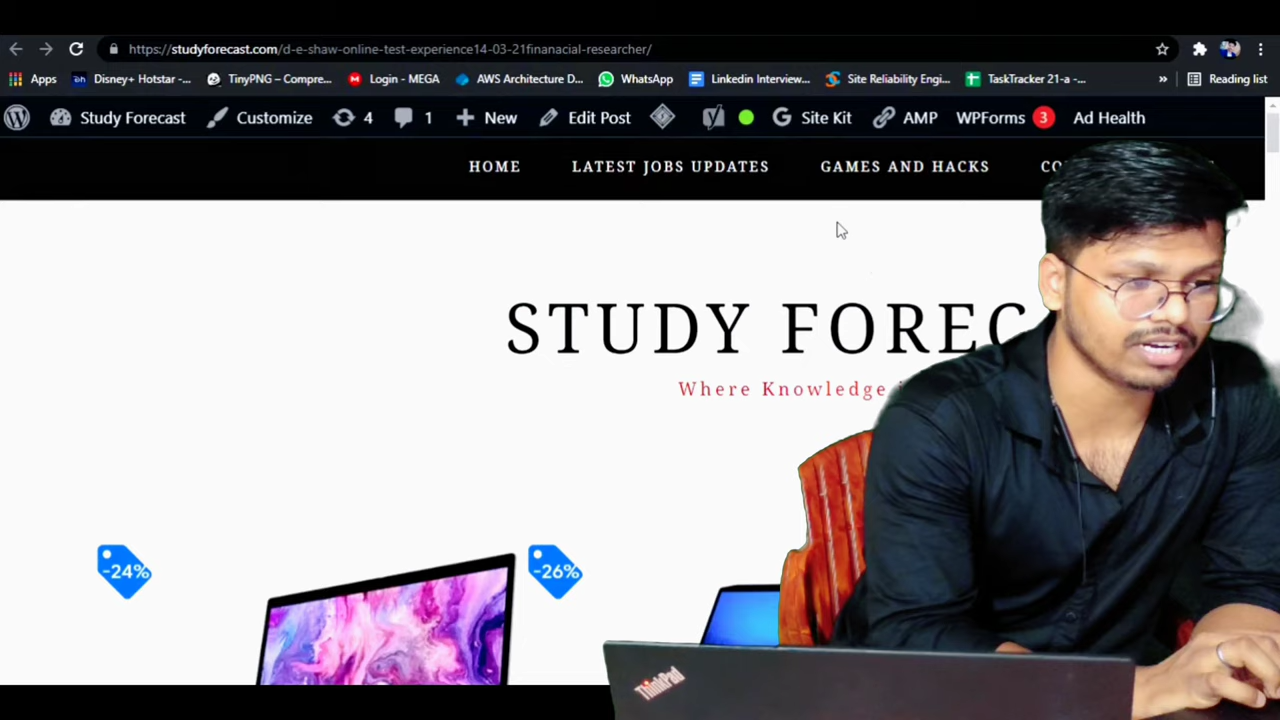 https://studyforecast.com/d-e-shaw-online-test-experience14-03-21finanacial-researcher/
Apps
Disney+ Hotstar -...
TinyPNG – Compre...
Login - MEGA
AWS Architecture D...
WhatsApp
Linkedin Interview...
Site Reliability Engi...
TaskTracker 21-a -...
»
Reading list
Study Forecast
Customize
4
1
New
Edit Post
Site Kit
AMP
WPForms 3
Ad Health
HOME
LATEST JOBS UPDATES
GAMES AND HACKS
STUDY FOREC
Where Knowledge
-24%
-26%
ThinkPad